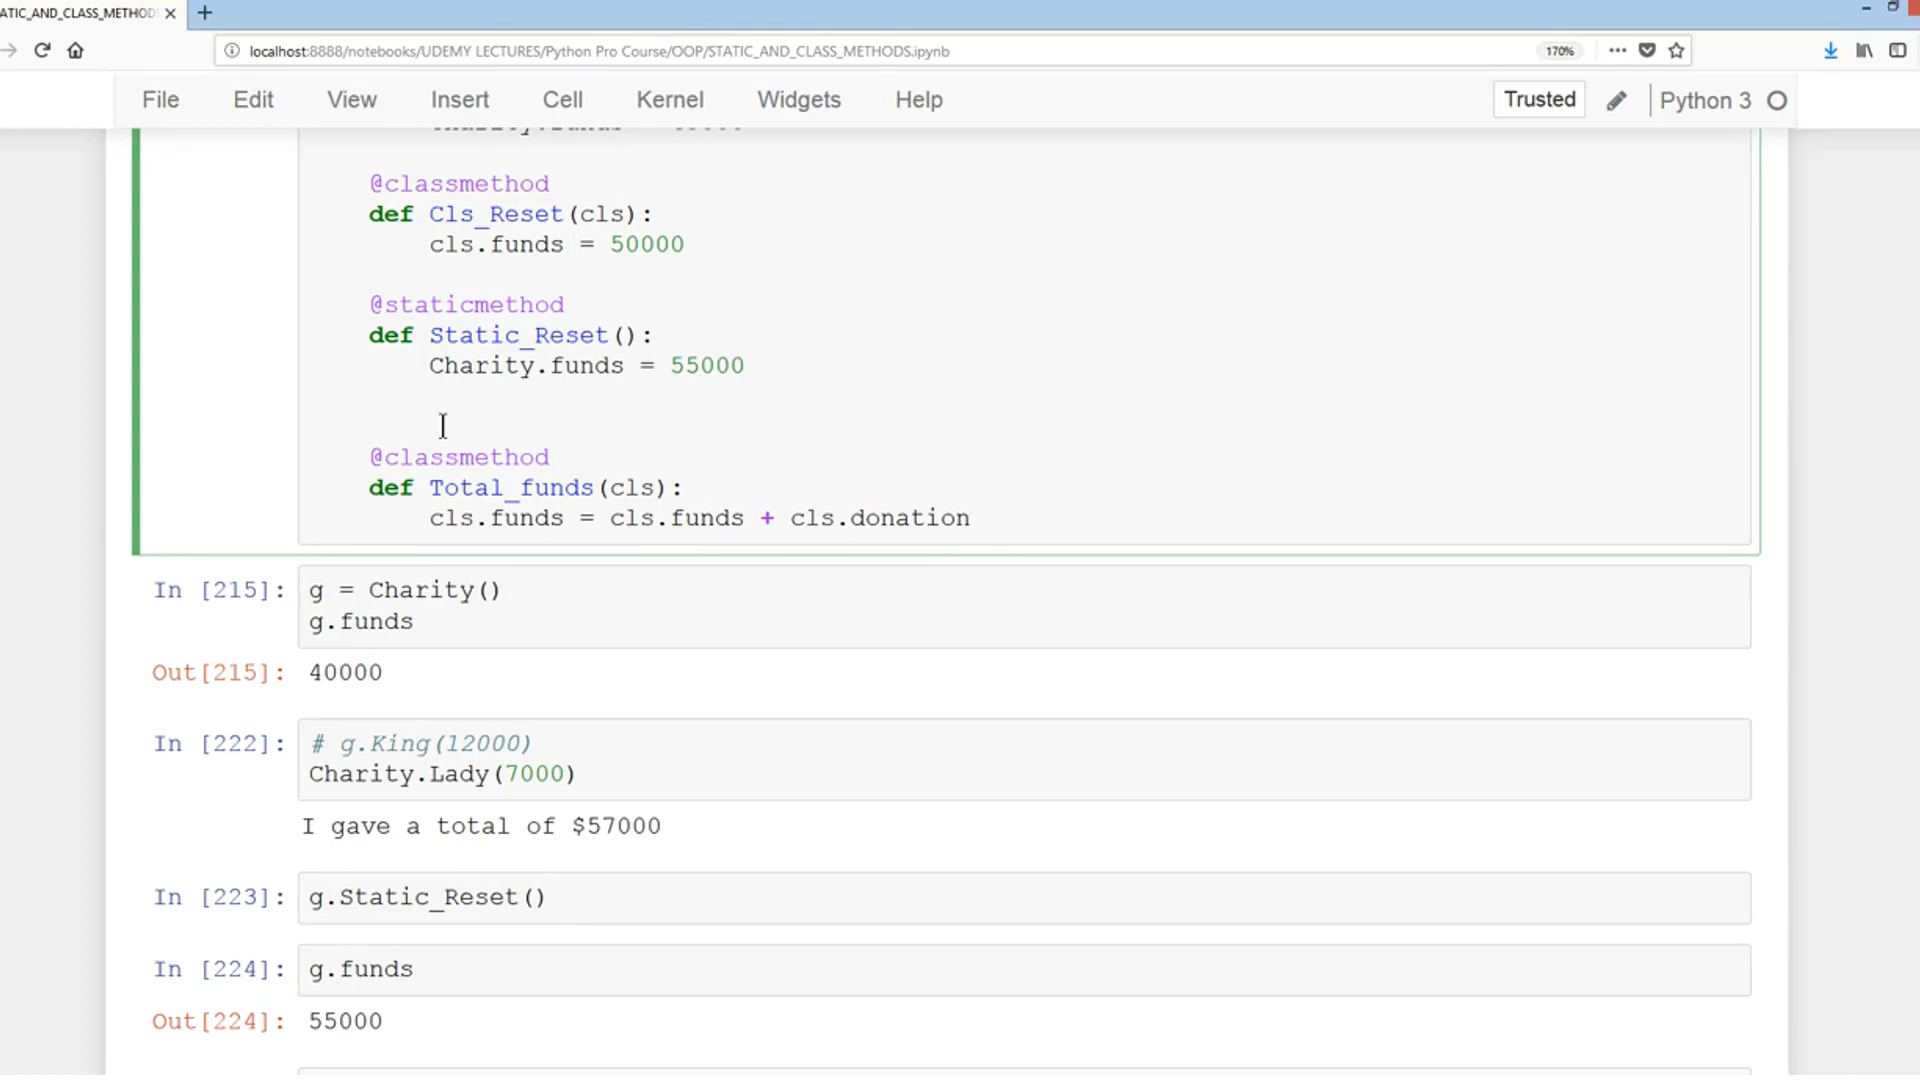 ATIC_AND_CLASS_METHOD
localhost:8888/notebooks/UDEMY LECTURES/Python Pro Course/OOP/STATIC_AND_CLASS_METHODS.ipynb
170%
File Edit View Insert Cell Kernel Widgets Help Trusted Python 3
@classmethod
def Cls_Reset(cls):
cls.funds = 50000
@staticmethod
def Static_Reset():
Charity.funds = 55000
@classmethod
def Total_funds(cls):
cls.funds = cls.funds + cls.donation
In [215]: g = Charity()
g.funds
Out[215]: 40000
In [222]: # g.King(12000)
Charity.Lady(7000)
I gave a total of $57000
In [223]: g.Static_Reset()
In [224]: g.funds
Out[224]: 55000